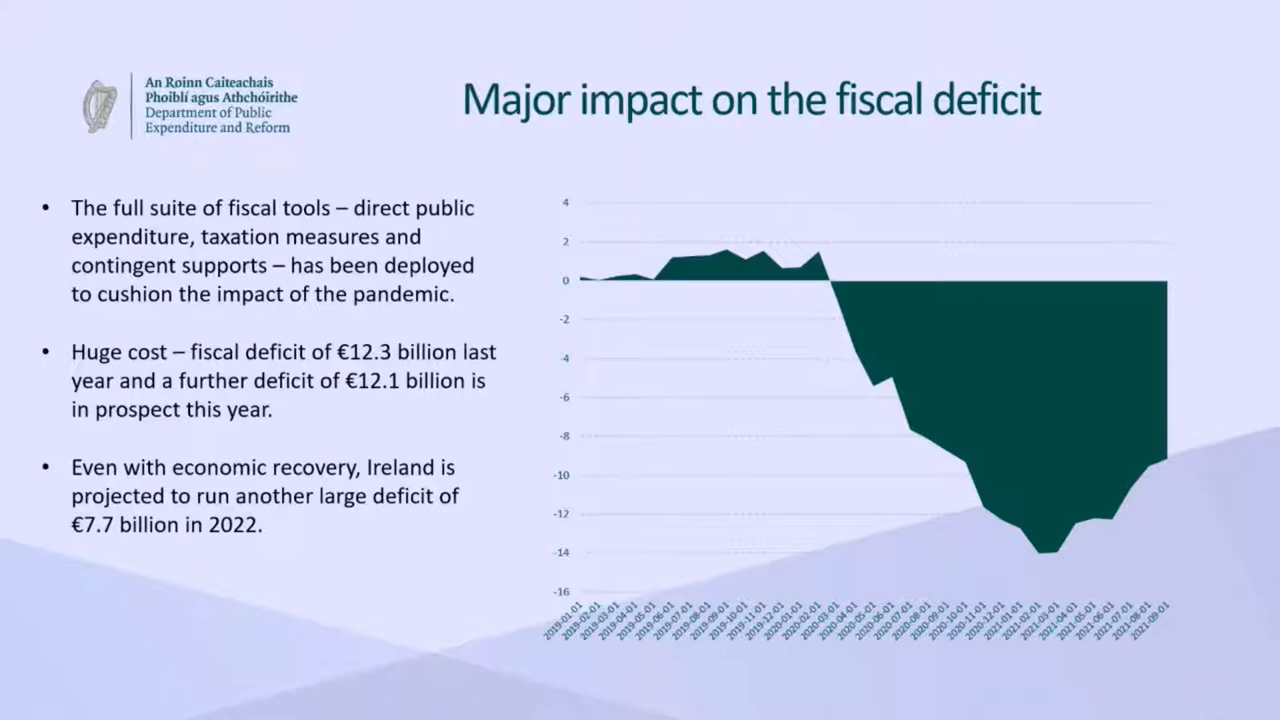 An Roinn Caiteachais
Phoiblí agus Athchóirithe
Department of Public
Expenditure and Reform
Major impact on the fiscal deficit
• The full suite of fiscal tools – direct public
expenditure, taxation measures and
contingent supports – has been deployed
to cushion the impact of the pandemic.
• Huge cost – fiscal deficit of €12.3 billion last
year and a further deficit of €12.1 billion is
in prospect this year.
• Even with economic recovery, Ireland is
projected to run another large deficit of
€7.7 billion in 2022.
4
2
0
-2
-4
-6
-8
-10
-12
-14
-16
2019-01-01
2019-02-01
2019-03-01
2019-04-01
2019-05-01
2019-06-01
2019-07-01
2019-08-01
2019-09-01
2019-10-01
2019-11-01
2019-12-01
2020-01-01
2020-02-01
2020-03-01
2020-04-01
2020-05-01
2020-06-01
2020-07-01
2020-08-01
2020-09-01
2020-10-01
2020-11-01
2020-12-01
2021-01-01
2021-02-01
2021-03-01
2021-04-01
2021-05-01
2021-06-01
2021-07-01
2021-08-01
2021-09-01